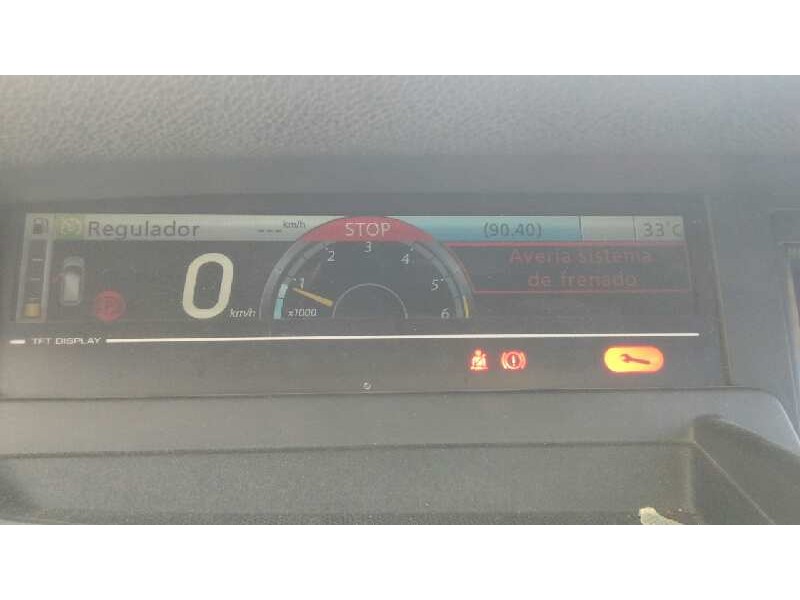 Regulador --- km/h STOP (90.40) 33°C
Avería sistema
de frenado
0 km/h
1 2 3 4 5 6
x1000
TFT DISPLAY